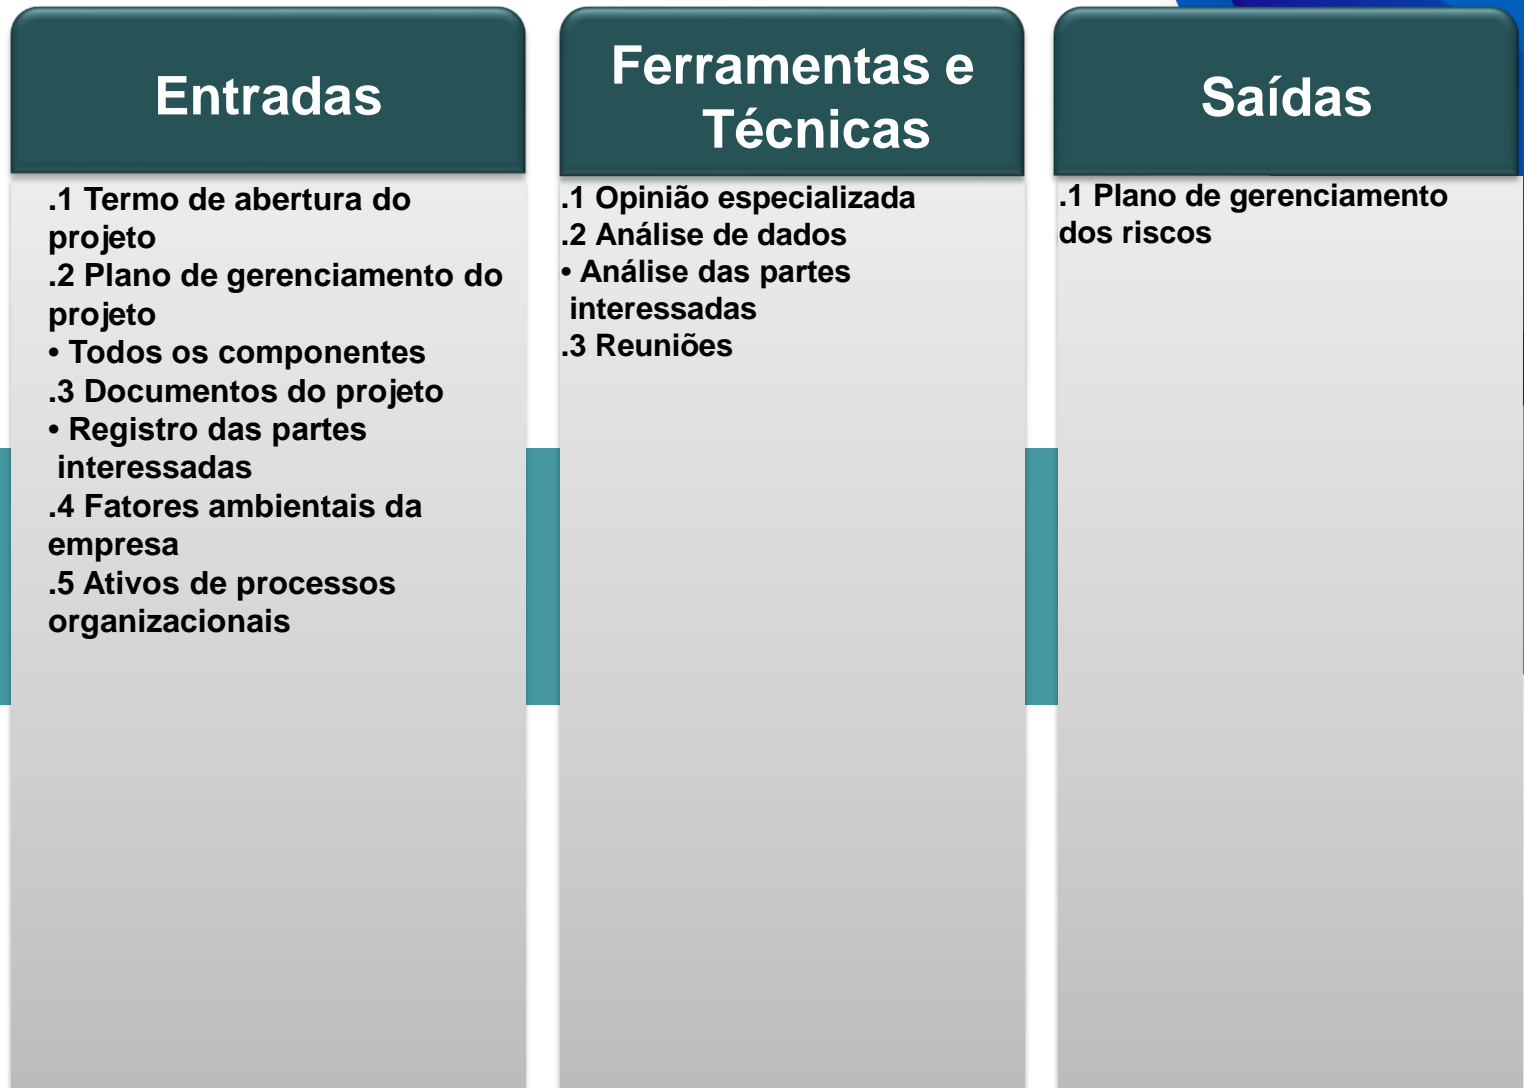 Entradas
.1 Termo de abertura do
projeto
.2 Plano de gerenciamento do
projeto
• Todos os componentes
.3 Documentos do projeto
• Registro das partes
interessadas
.4 Fatores ambientais da
empresa
.5 Ativos de processos
organizacionais
Ferramentas e
Técnicas
.1 Opinião especializada
.2 Análise de dados
• Análise das partes
interessadas
.3 Reuniões
Saídas
.1 Plano de gerenciamento
dos riscos